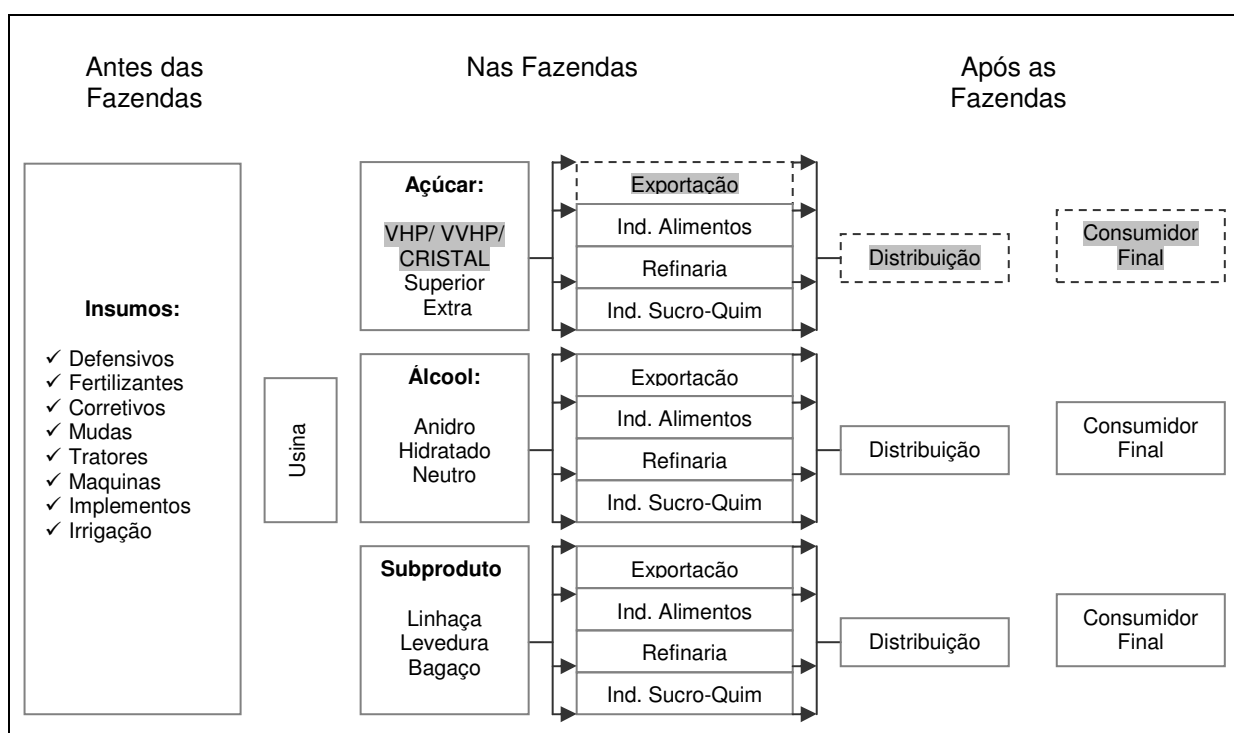 Antes das
Fazendas
Nas Fazendas
Após as
Fazendas
Insumos:
✓ Defensivos
✓ Fertilizantes
✓ Corretivos
✓ Mudas
✓ Tratores
✓ Maquinas
✓ Implementos
✓ Irrigação
Usina
Açúcar:
VHP/ VVHP/
CRISTAL
Superior
Extra
Exportação
Ind. Alimentos
Refinaria
Ind. Sucro-Quim
Distribuição
Consumidor
Final
Álcool:
Anidro
Hidratado
Neutro
Exportação
Ind. Alimentos
Refinaria
Ind. Sucro-Quim
Distribuição
Consumidor
Final
Subproduto
Linhaça
Levedura
Bagaço
Exportação
Ind. Alimentos
Refinaria
Ind. Sucro-Quim
Distribuição
Consumidor
Final